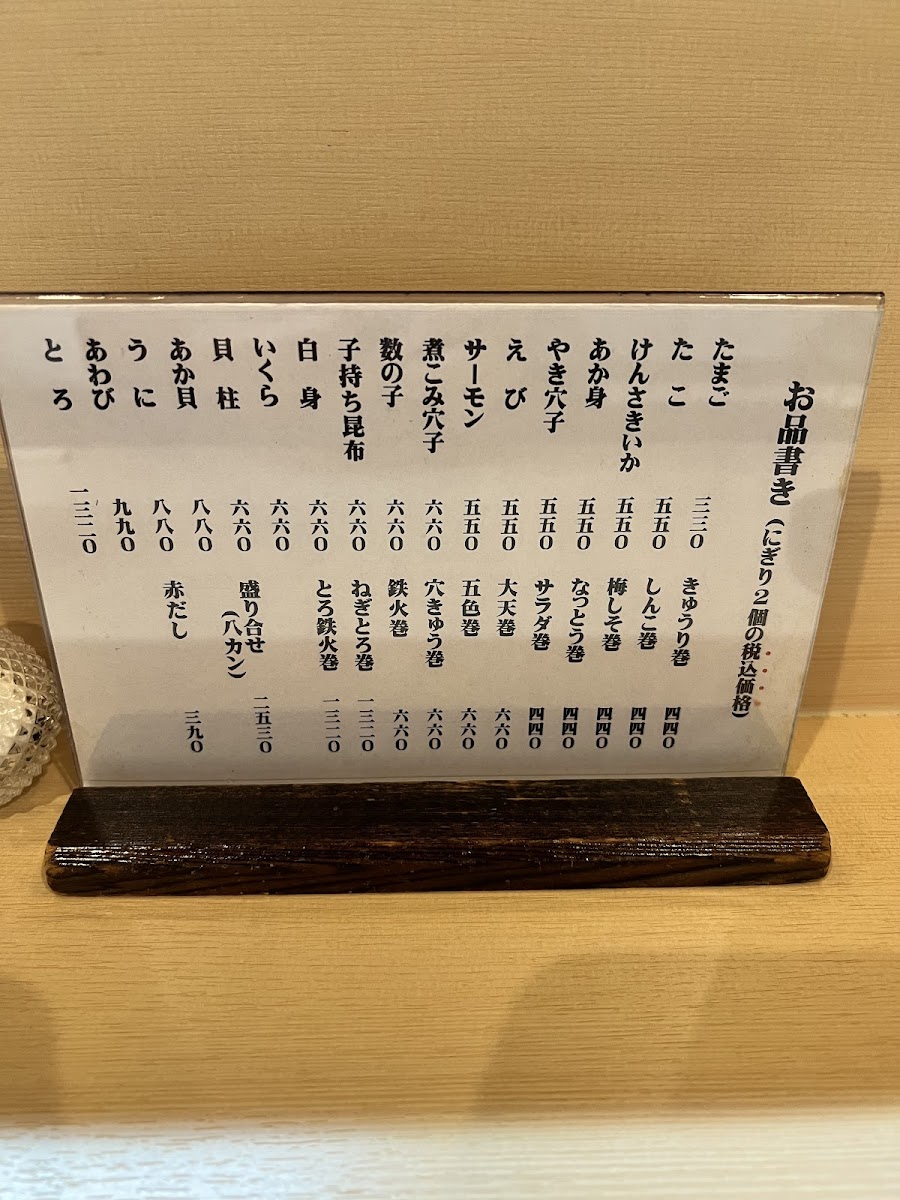 お品書き(にぎり2個の税込価格)
たまご 三三〇
たこ 五五〇
けんさきいか 五五〇
あか身 五五〇
やき穴子 五五〇
えび 五五〇
サーモン 五五〇
煮こみ穴子 六六〇
数の子 六六〇
子持ち昆布 六六〇
白身 六六〇
いくら 六六〇
貝柱 六六〇
あか貝 八八〇
うに 八八〇
あわび 九九〇
とろ 一三二〇
きゅうり巻 四四〇
しんこ巻 四四〇
梅しそ巻 四四〇
なっとう巻 四四〇
サラダ巻 四四〇
大天巻 六六〇
五色巻 六六〇
穴きゅう巻 六六〇
鉄火巻 六六〇
ねぎとろ巻 一三二〇
とろ鉄火巻 一三二〇
盛り合せ
(八カン) 二五三〇
赤だし 三九〇